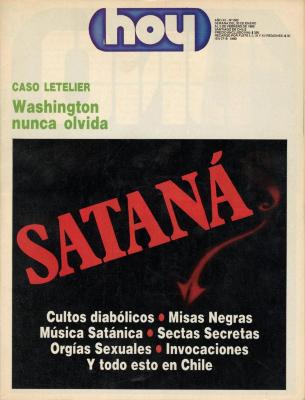 hoy
CASO LETELIER
Washington
nunca olvida
SATANÁ
Cultos diabólicos • Misas Negras
Música Satánica • Sectas Secretas
Orgías Sexuales • Invocaciones
Y todo esto en Chile